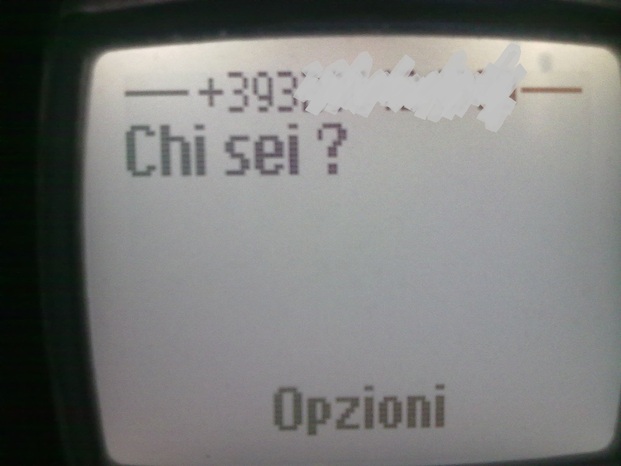 +393
Chi sei ?
Opzioni